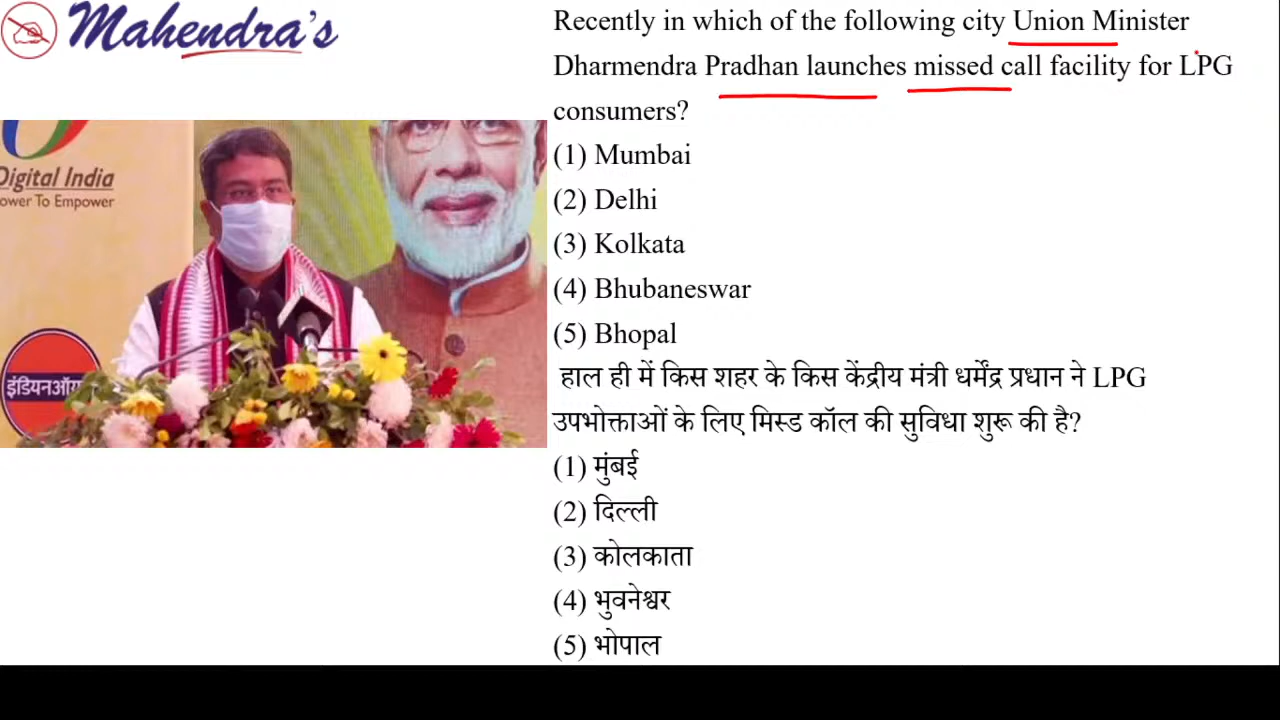 Mahendra's
Recently in which of the following city Union Minister
Dharmendra Pradhan launches missed call facility for LPG
consumers?
(1) Mumbai
(2) Delhi
(3) Kolkata
(4) Bhubaneswar
(5) Bhopal
हाल ही में किस शहर के किस केंद्रीय मंत्री धर्मेंद्र प्रधान ने LPG
उपभोक्ताओं के लिए मिस्ड कॉल की सुविधा शुरू की है?
(1) मुंबई
(2) दिल्ली
(3) कोलकाता
(4) भुवनेश्वर
(5) भोपाल
Digital India
ower To Empower
इंडियनऑय